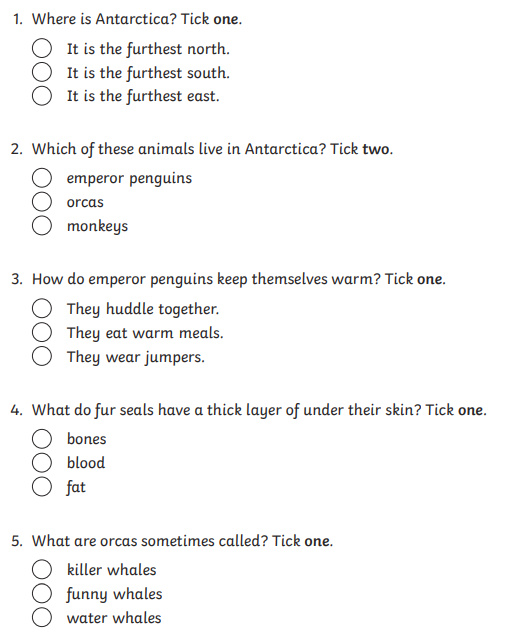 1. Where is Antarctica? Tick one.
It is the furthest north.
It is the furthest south.
It is the furthest east.
2. Which of these animals live in Antarctica? Tick two.
emperor penguins
orcas
monkeys
3. How do emperor penguins keep themselves warm? Tick one.
They huddle together.
They eat warm meals.
They wear jumpers.
4. What do fur seals have a thick layer of under their skin? Tick one.
bones
blood
fat
5. What are orcas sometimes called? Tick one.
killer whales
funny whales
water whales